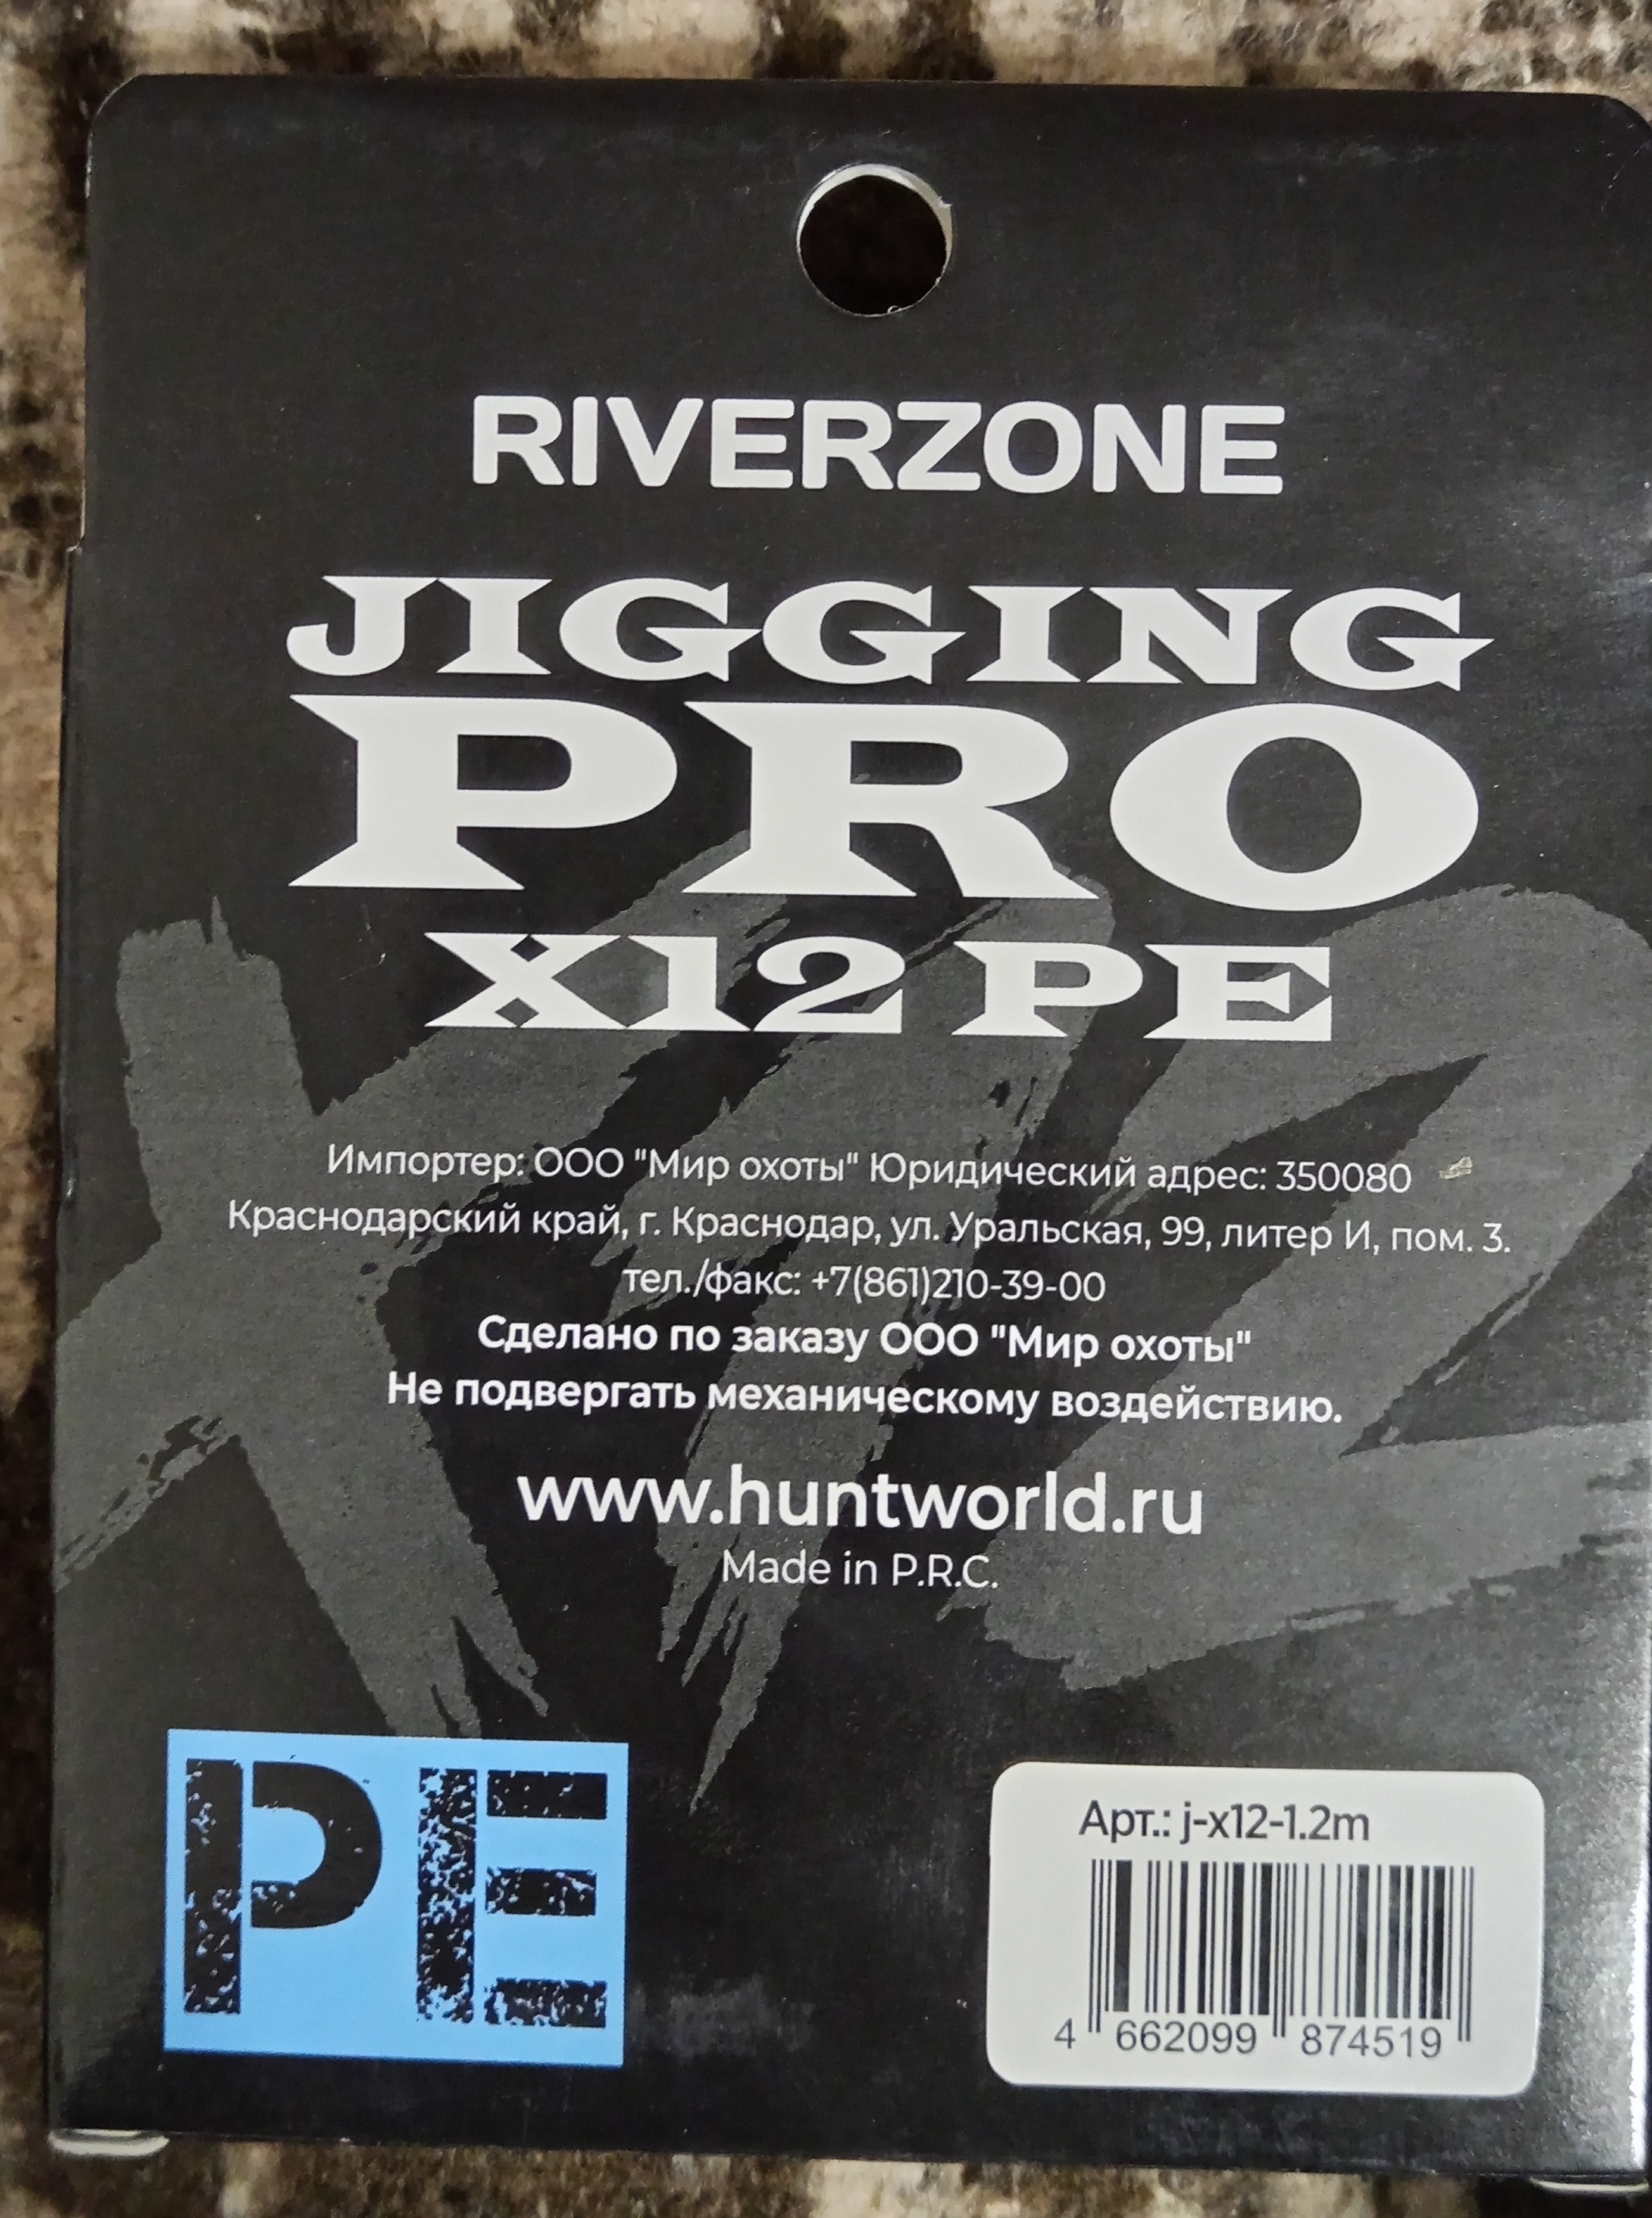 RIVERZONE
JIGGING
PRO
X12 PE
Импортер: ООО "Мир охоты" Юридический адрес: 350080
Краснодарский край, г. Краснодар, ул. Уральская, 99, литер И, пом. 3.
тел./факс: +7(861)210-39-00
Сделано по заказу ООО "Мир охоты"
Не подвергать механическому воздействию.
www.huntworld.ru
Made in P.R.C.
PE
Арт.: j-x12-1.2m
4 662099 874519